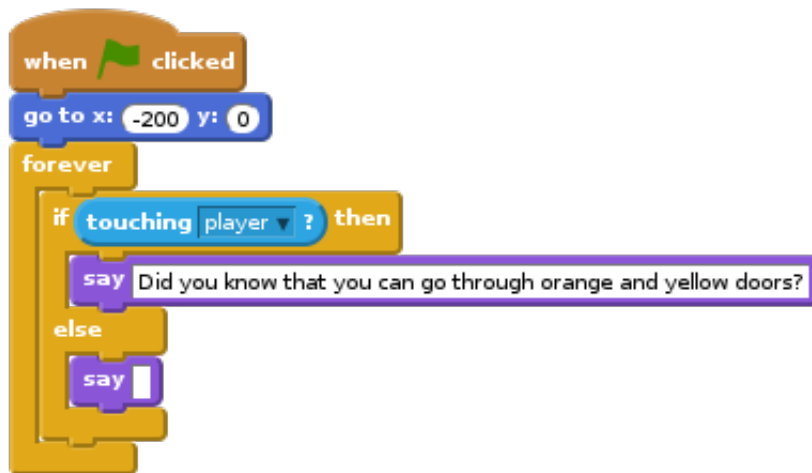 when clicked
go to x: -200 y: 0
forever
if touching player ? then
say Did you know that you can go through orange and yellow doors?
else
say